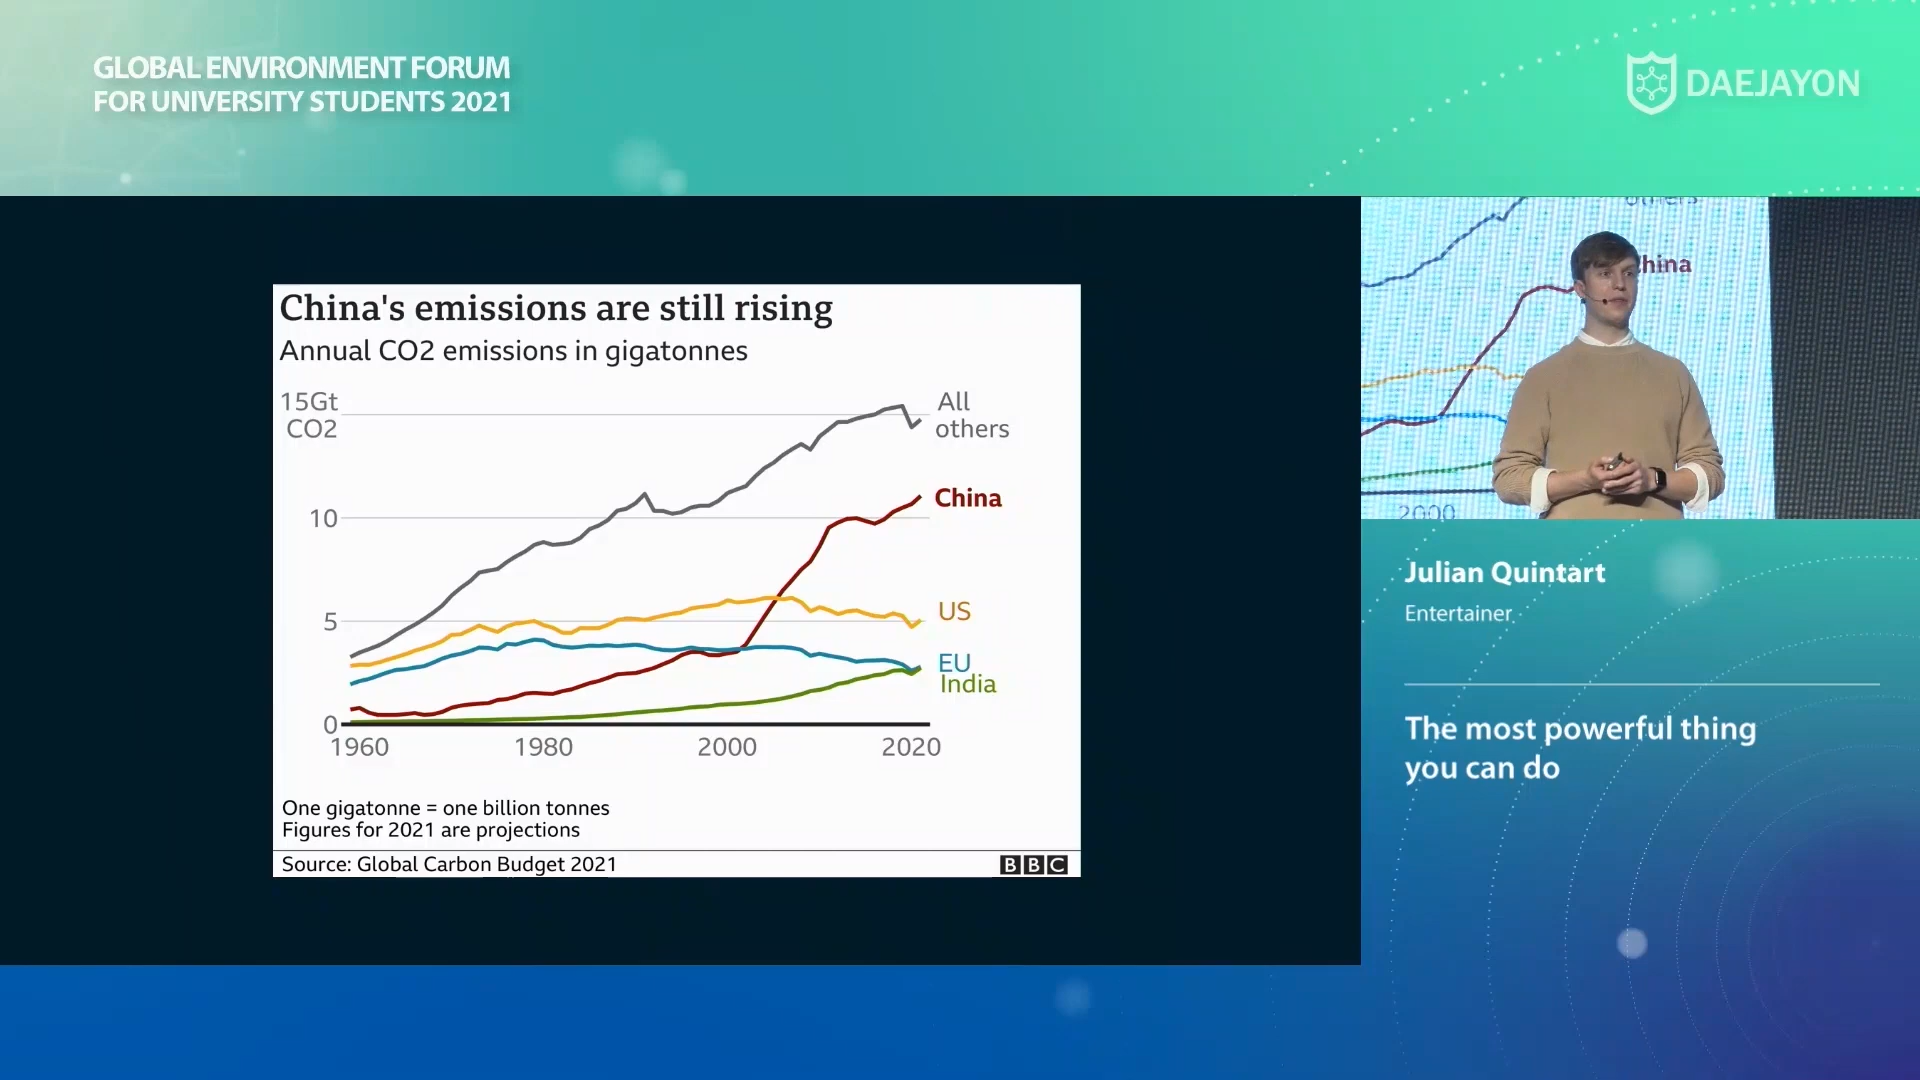 GLOBAL ENVIRONMENT FORUM
FOR UNIVERSITY STUDENTS 2021
DAEJAYON
China's emissions are still rising
Annual CO2 emissions in gigatonnes
15Gt
CO2
10
5
0
1960
1980
2000
2020
All
others
China
US
EU
India
One gigatonne = one billion tonnes
Figures for 2021 are projections
Source: Global Carbon Budget 2021
BBC
others
China
2000
Julian Quintart
Entertainer
The most powerful thing
you can do